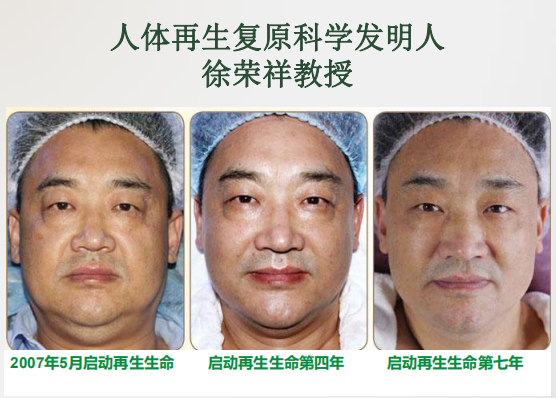 人体再生复原科学发明人
徐荣祥教授
2007年5月启动再生生命
启动再生生命第四年
启动再生生命第七年